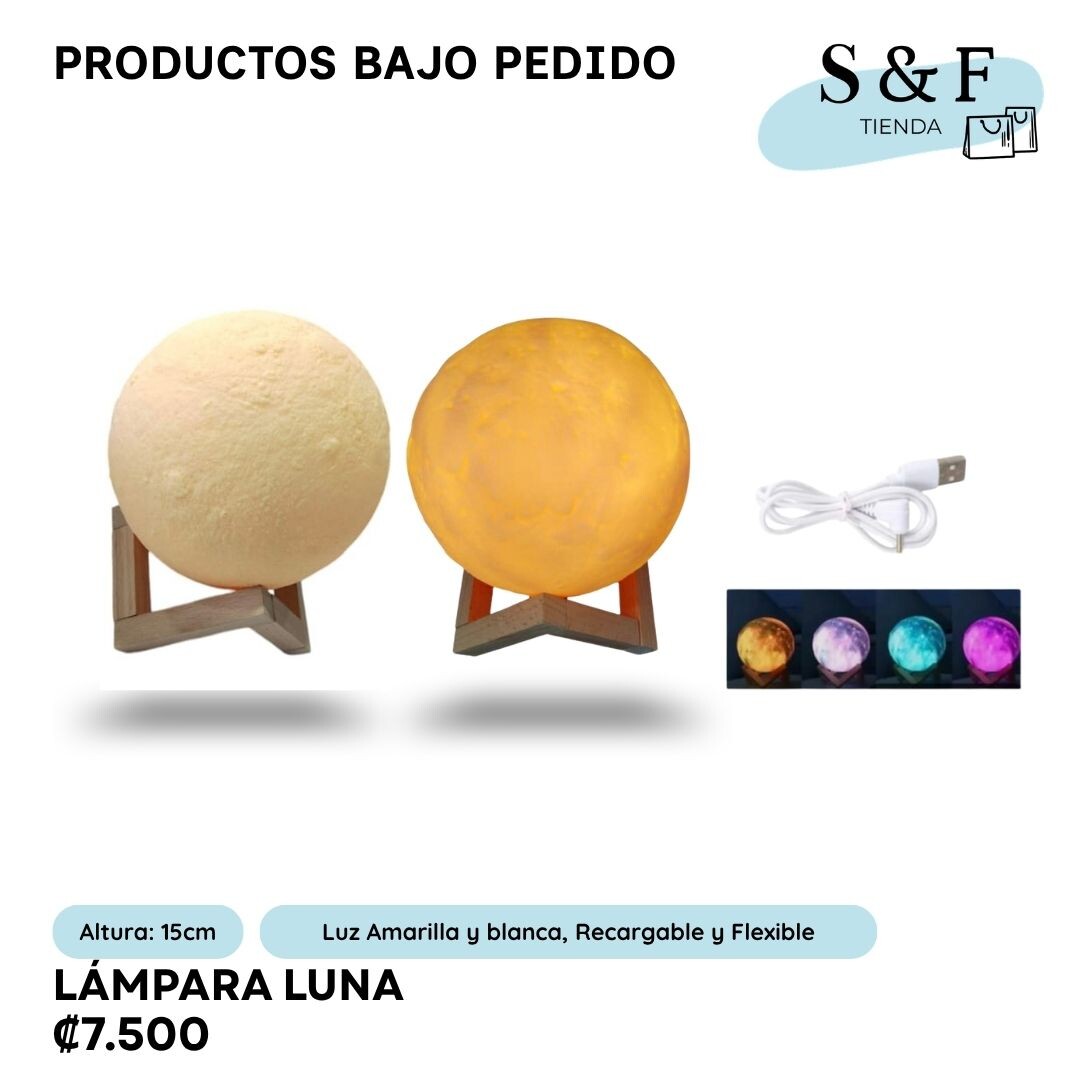 PRODUCTOS BAJO PEDIDO
S & F
TIENDA
Altura: 15cm
Luz Amarilla y blanca, Recargable y Flexible
LÁMPARA LUNA
₡7.500